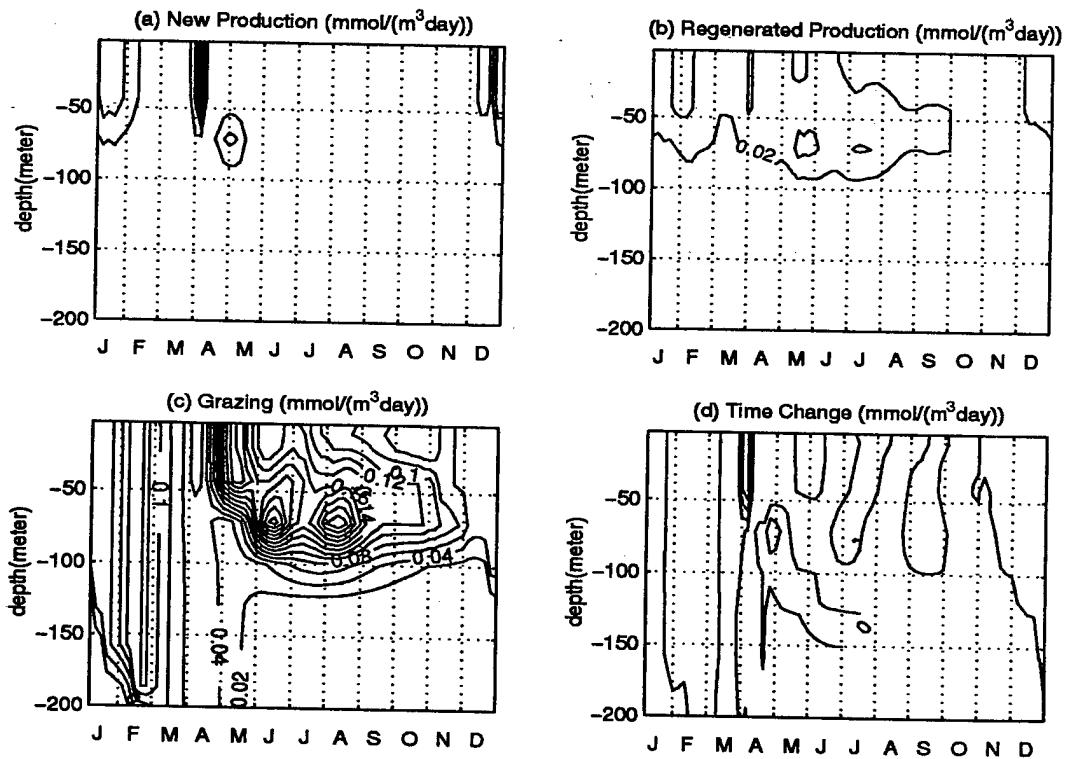 (a) New Production (mmol/(m³day))
-50
-100
-150
-200
depth(meter)
J F M A M J J A S O N D
(b) Regenerated Production (mmol/(m³day))
-50
-100
-150
-200
depth(meter)
0.02
J F M A M J J A S O N D
(c) Grazing (mmol/(m³day))
-50
-100
-150
-200
depth(meter)
0.1
0.12
0.1
0.08
0.04
0.04
0.02
J F M A M J J A S O N D
(d) Time Change (mmol/(m³day))
-50
-100
-150
-200
depth(meter)
0
J F M A M J J A S O N D